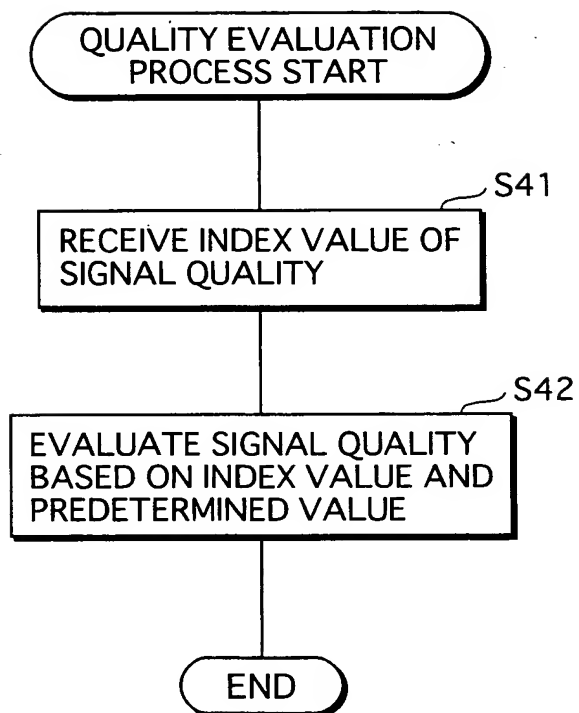 QUALITY EVALUATION
PROCESS START
S41
RECEIVE INDEX VALUE OF
SIGNAL QUALITY
S42
EVALUATE SIGNAL QUALITY
BASED ON INDEX VALUE AND
PREDETERMINED VALUE
END